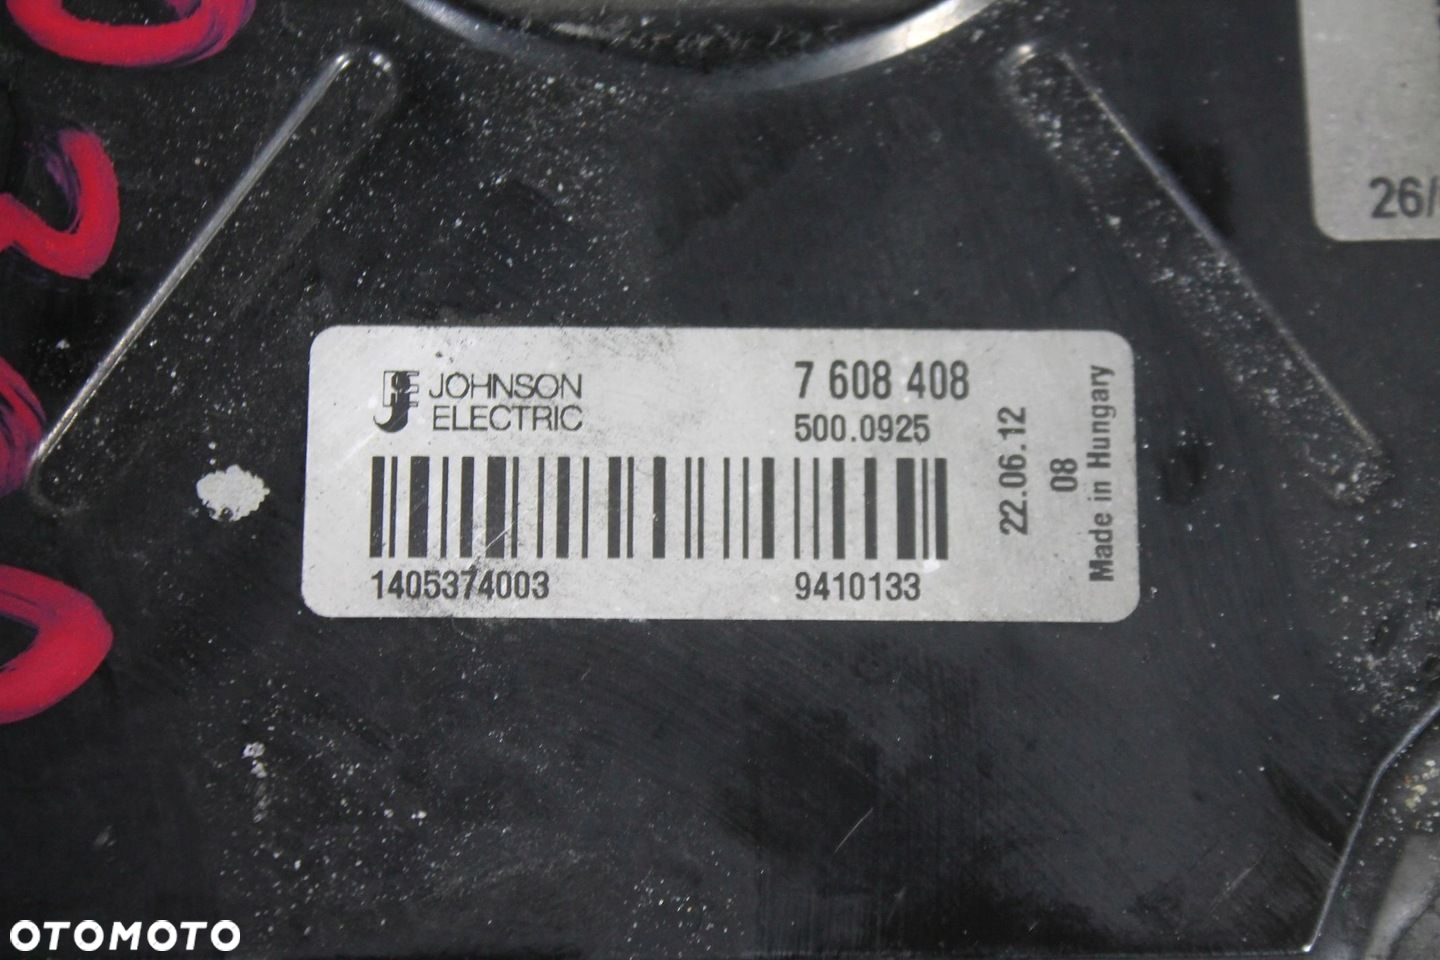 26/
JOHNSON
ELECTRIC
7 608 408
500.0925
1405374003
9410133
22.06.12
08
Made in Hungary
OTOMOTO